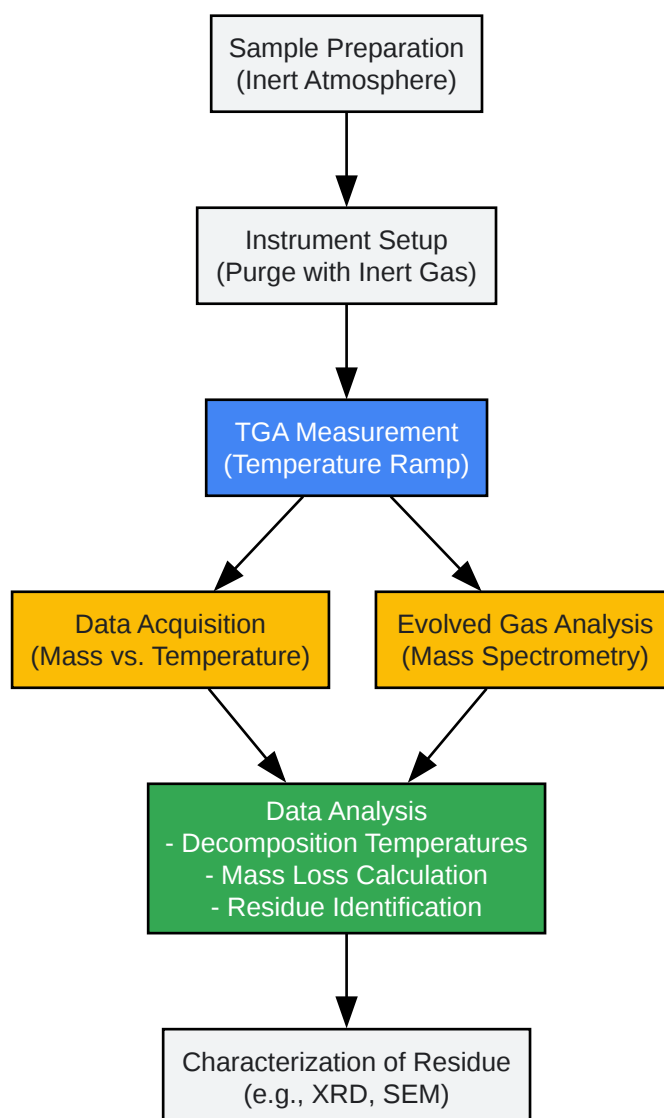 Sample Preparation
(Inert Atmosphere)
Instrument Setup
(Purge with Inert Gas)
TGA Measurement
(Temperature Ramp)
Data Acquisition
(Mass vs. Temperature)
Evolved Gas Analysis
(Mass Spectrometry)
Data Analysis
- Decomposition Temperatures
- Mass Loss Calculation
- Residue Identification
Characterization of Residue
(e.g., XRD, SEM)